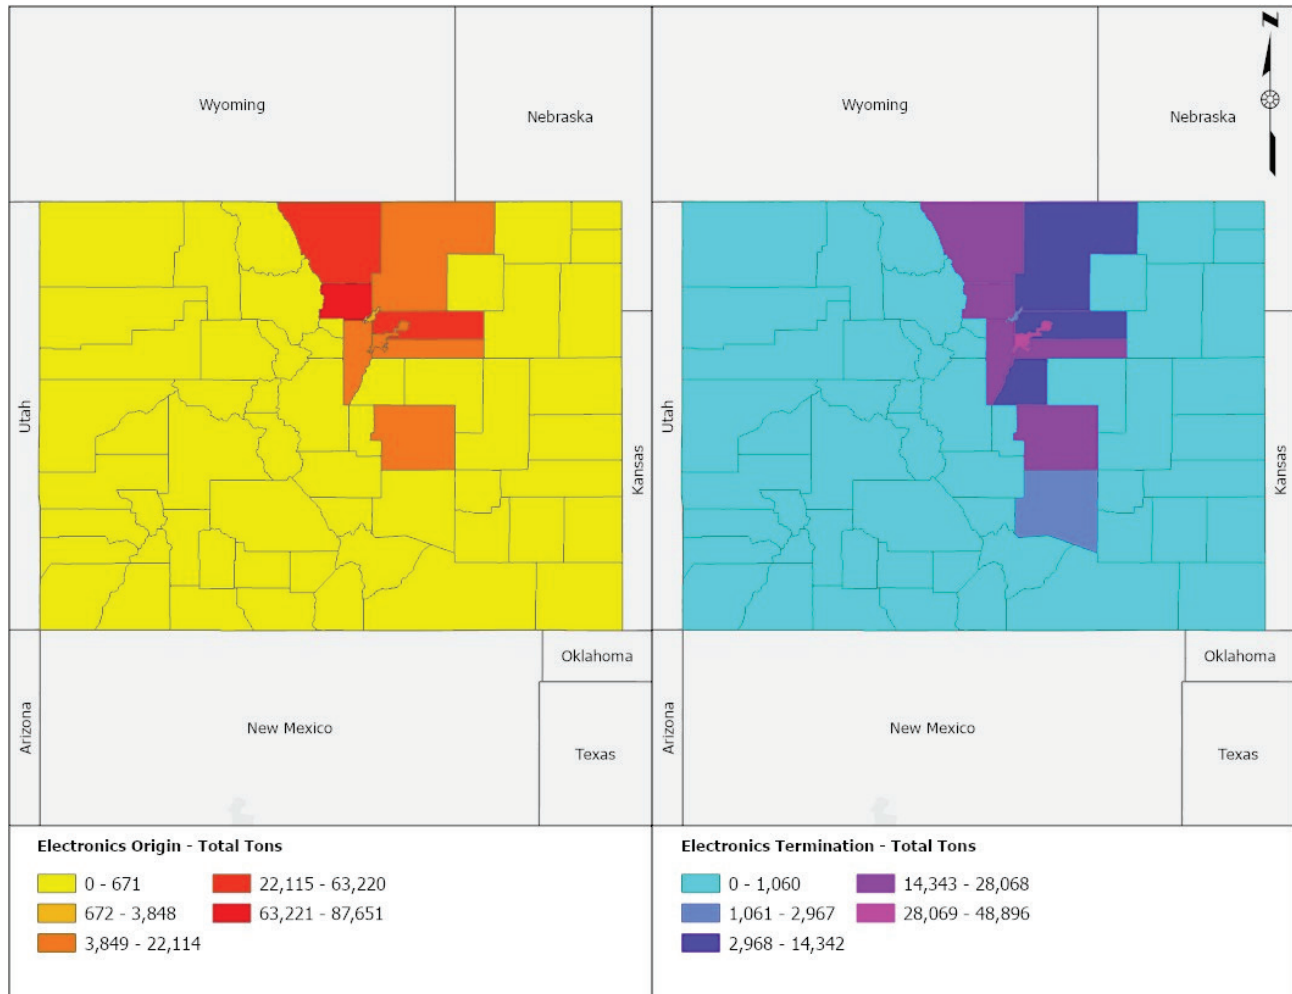 Wyoming
Nebraska
Utah
Kansas
Arizona
New Mexico
Oklahoma
Texas
Electronics Origin - Total Tons
0 - 671
672 - 3,848
3,849 - 22,114
22,115 - 63,220
63,221 - 87,651
N
Wyoming
Nebraska
Utah
Kansas
Arizona
New Mexico
Oklahoma
Texas
Electronics Termination - Total Tons
0 - 1,060
1,061 - 2,967
2,968 - 14,342
14,343 - 28,068
28,069 - 48,896